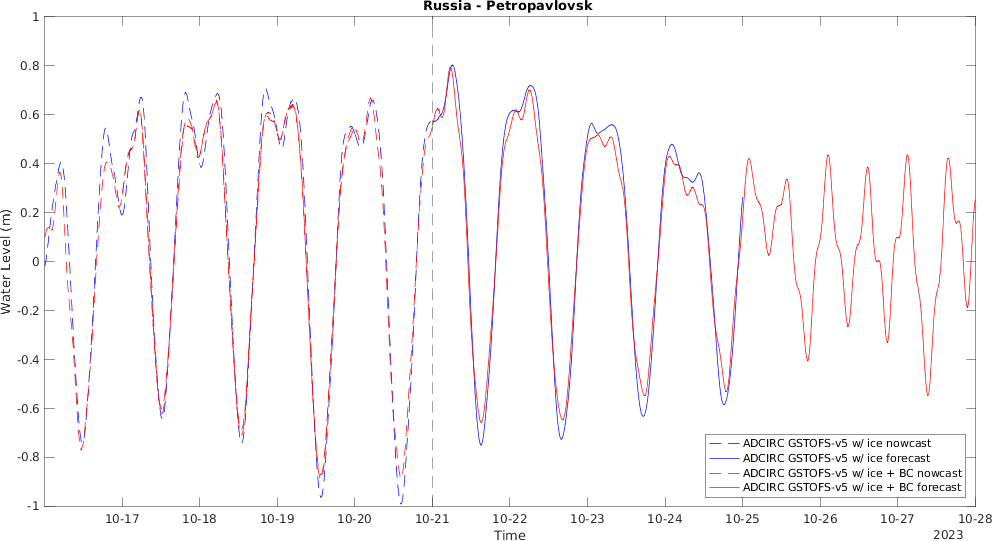 Russia - Petropavlovsk
1
0.8
0.6
0.4
0.2
0
-0.2
-0.4
-0.6
-0.8
-1
Water Level (m)
ADCIRC GSTOFS-v5 w/ ice nowcast
ADCIRC GSTOFS-v5 w/ ice forecast
ADCIRC GSTOFS-v5 w/ ice + BC nowcast
ADCIRC GSTOFS-v5 w/ ice + BC forecast
10-17 10-18 10-19 10-20 10-21 10-22 10-23 10-24 10-25 10-26 10-27 10-28
Time
2023